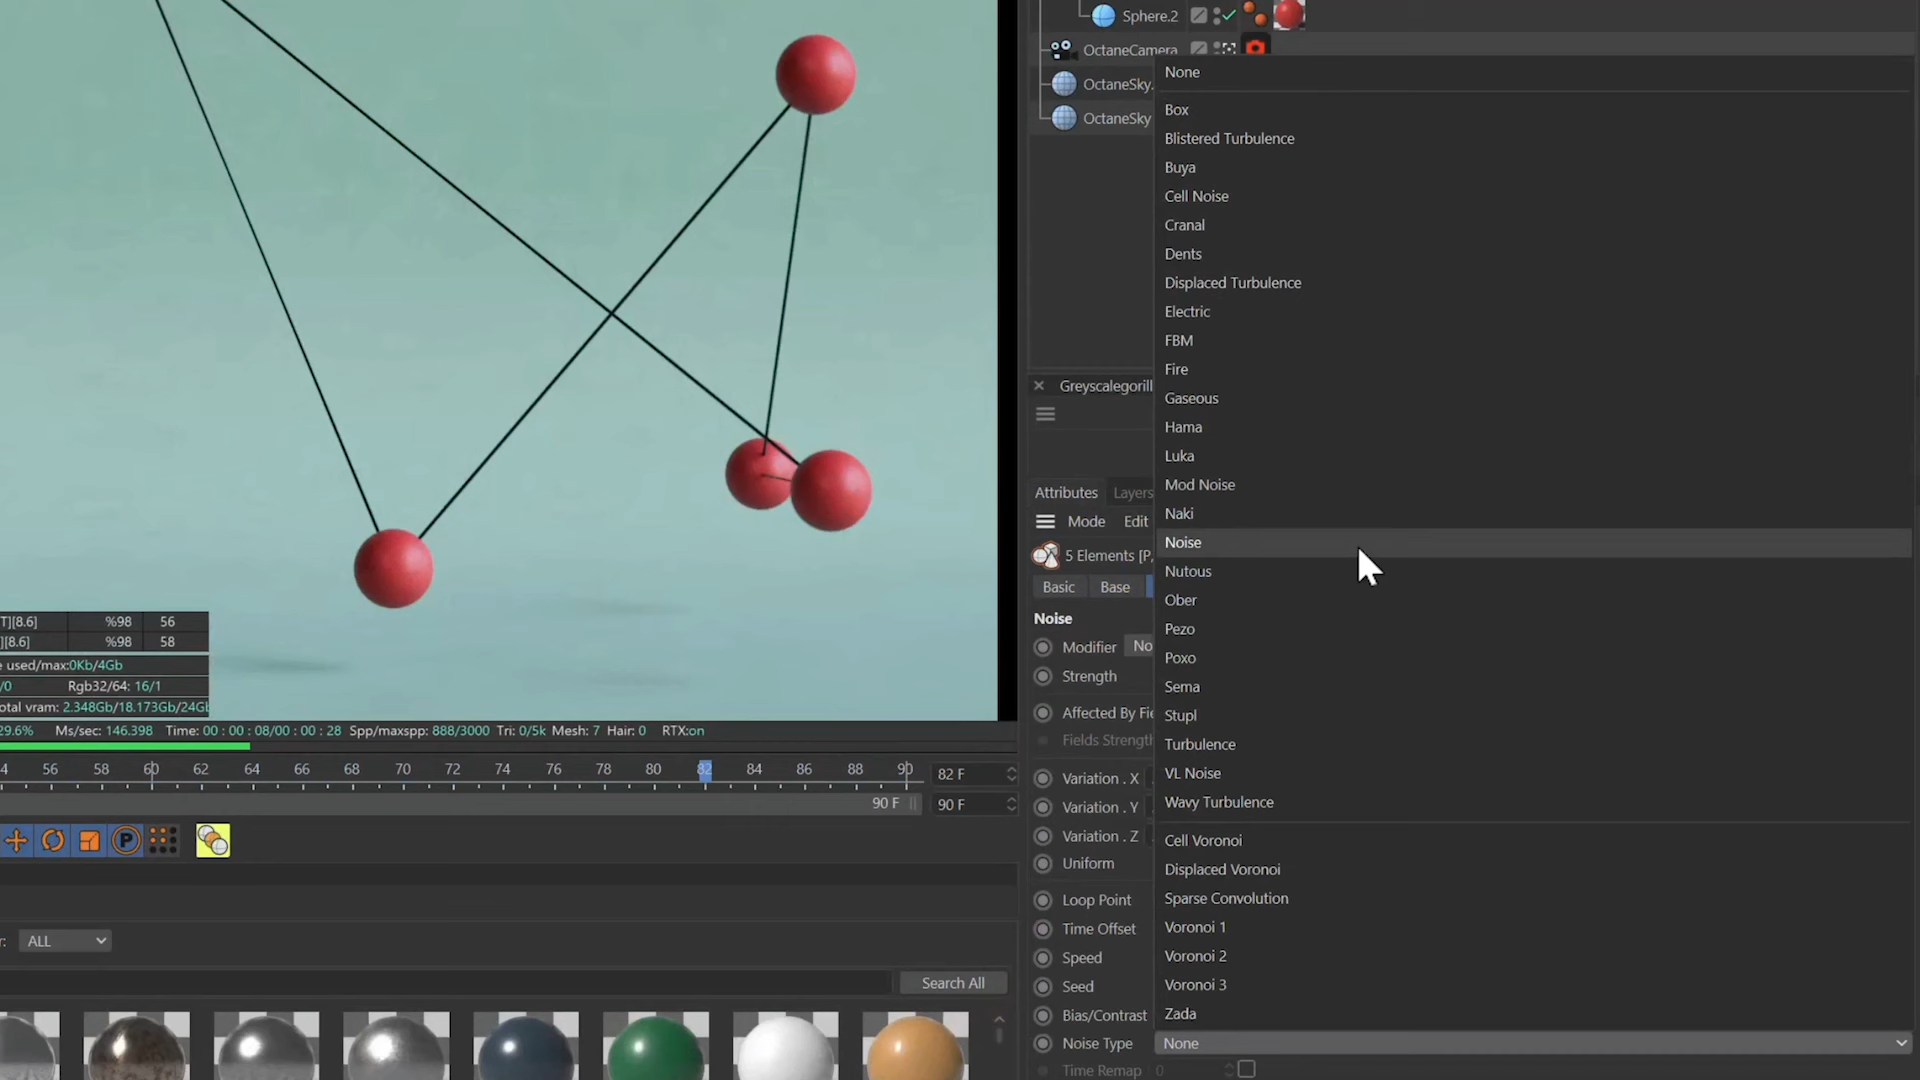 Sphere.2
OctaneCamera
OctaneSky.
OctaneSky
None
Box
Blistered Turbulence
Buya
Cell Noise
Cranal
Dents
Displaced Turbulence
Electric
FBM
Fire
Gaseous
Hama
Luka
Mod Noise
Naki
Noise
Nutous
Ober
Pezo
Poxo
Sema
Stupl
Turbulence
VL Noise
Wavy Turbulence
Cell Voronoi
Displaced Voronoi
Sparse Convolution
Voronoi 1
Voronoi 2
Voronoi 3
Zada
Greyscalegorill
Attributes Layers
Mode Edit
5 Elements [P,
Basic Base
Noise
Modifier No
Strength
Affected By Fie
Fields Strength
Variation . X
Variation . Y
Variation . Z
Uniform
Loop Point
Time Offset
Speed
Seed
Bias/Contrast
Noise Type None
Time Remap 0
T][8.6] %98 56
][8.6] %98 58
e used/max:0Kb/4Gb
/0 Rgb32/64: 16/1
otal vram: 2.348Gb/18.173Gb/24Gb
29.6% Ms/sec: 146.398 Time: 00 : 00 : 08/00 : 00 : 28 Spp/maxspp: 888/3000 Tri: 0/5k Mesh: 7 Hair: 0 RTX:on
4 56 58 60 62 64 66 68 70 72 74 76 78 80 82 84 86 88 90 82 F
90 F 90 F
P
r: ALL
Search All